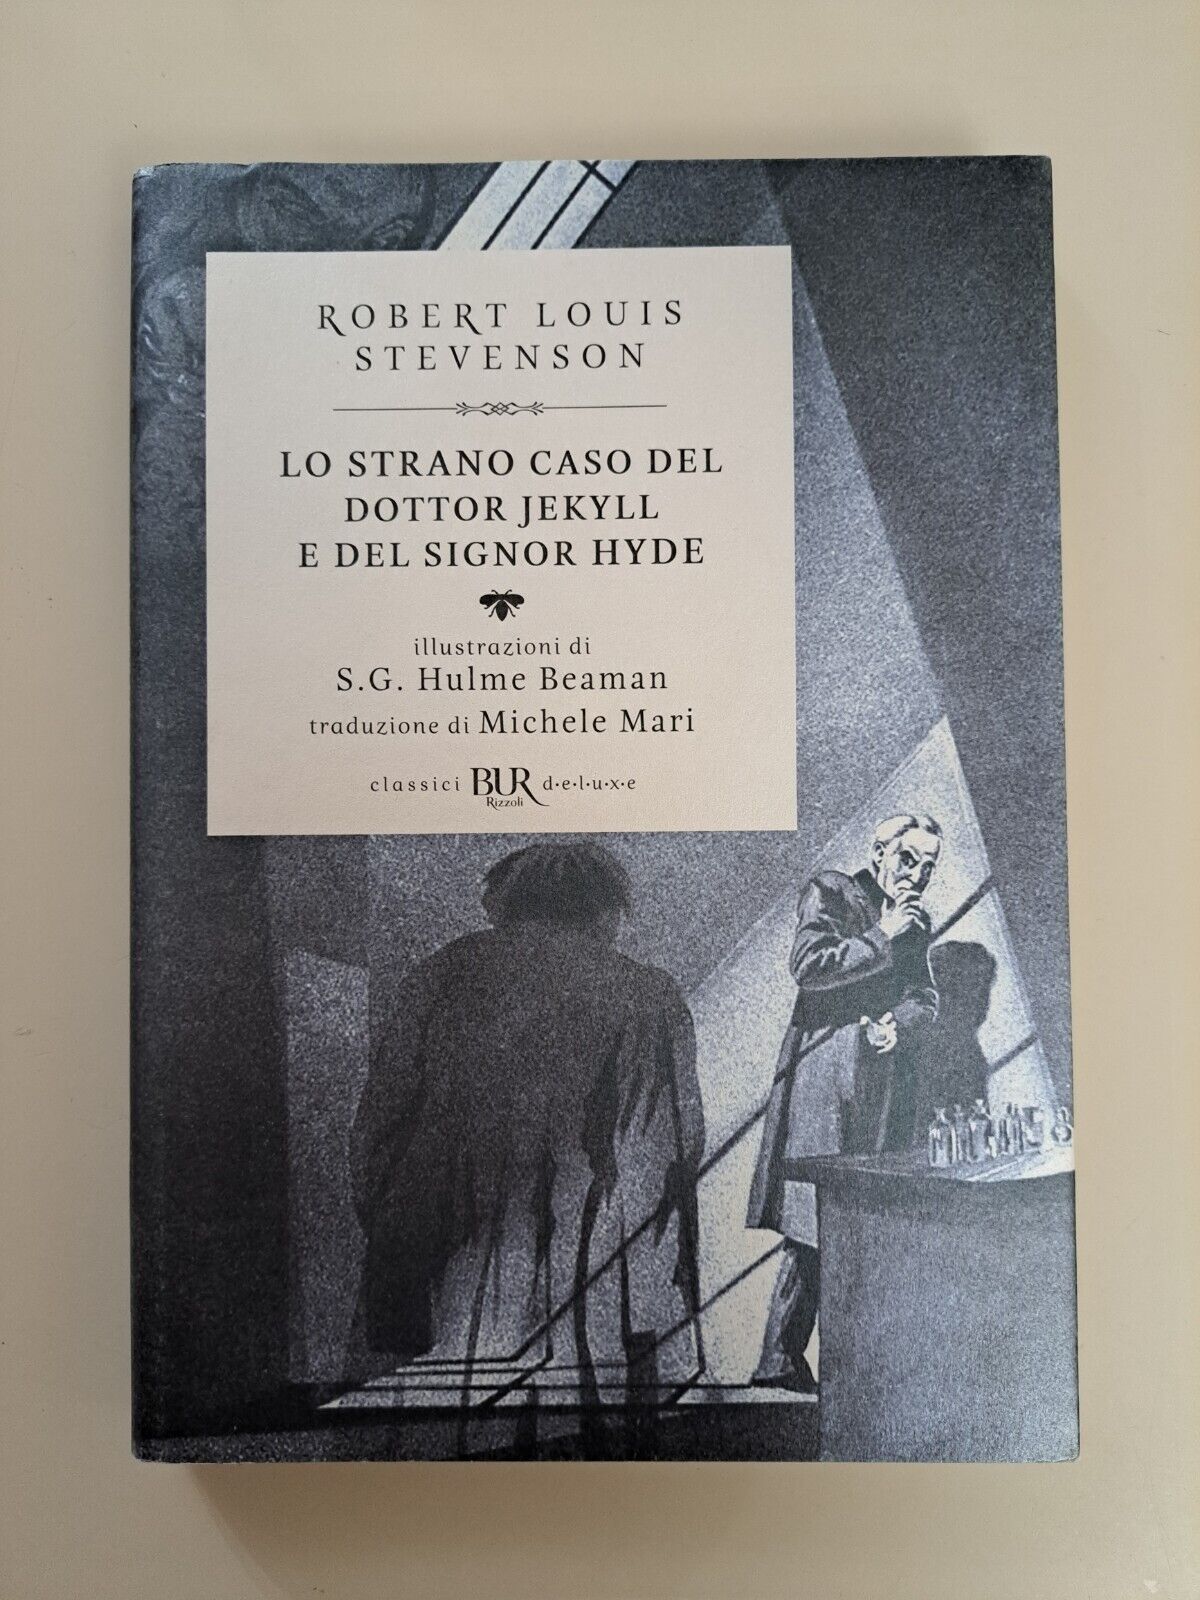 ROBERT LOUIS
STEVENSON
LO STRANO CASO DEL
DOTTOR JEKYLL
E DEL SIGNOR HYDE
illustrazioni di
S.G. Hulme Beaman
traduzione di Michele Mari
classici BUR d•e•l•u•x•e
Rizzoli